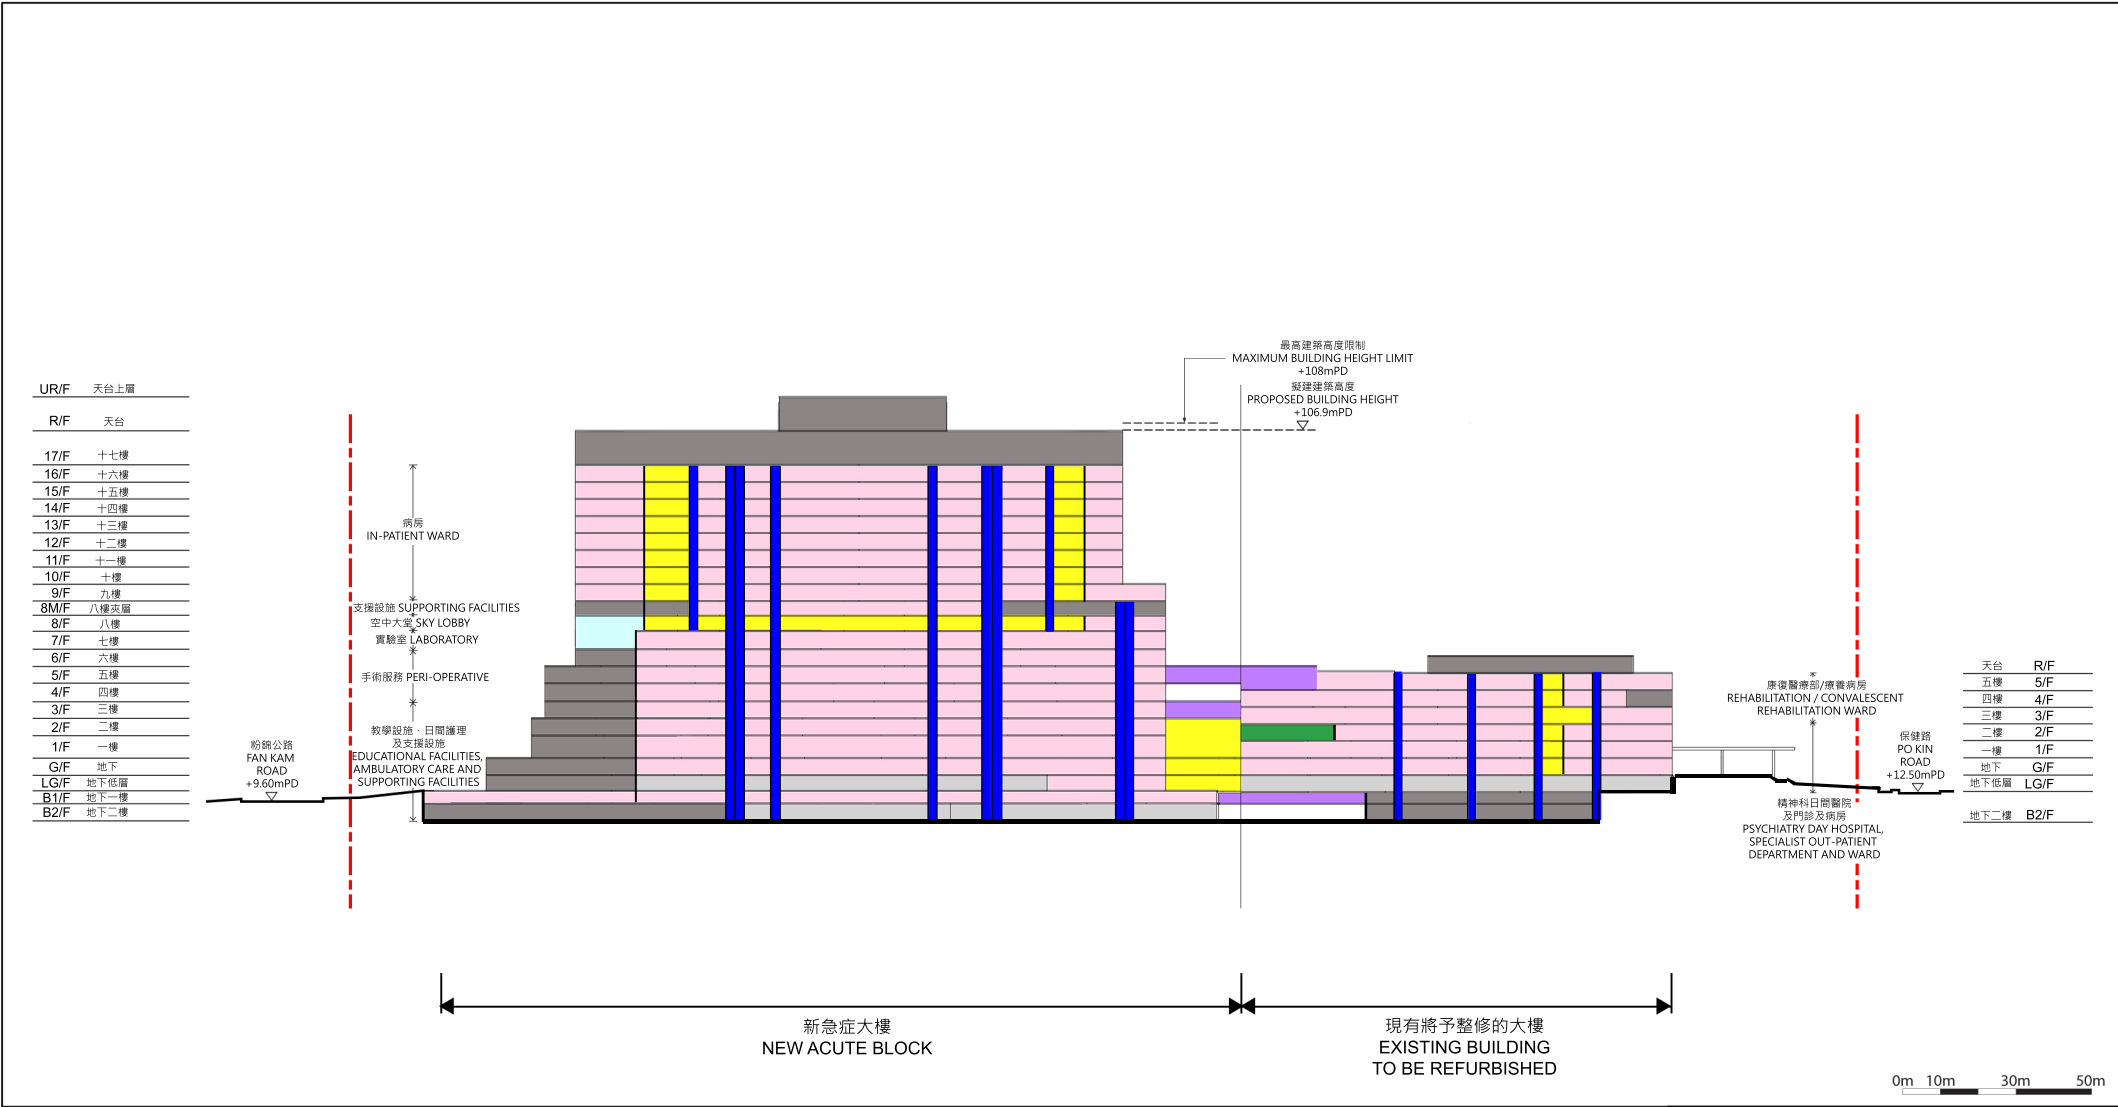 UR/F 天台上層
R/F 天台
17/F 十七樓
16/F 十六樓
15/F 十五樓
14/F 十四樓
13/F 十三樓
12/F 十二樓
11/F 十一樓
10/F 十樓
9/F 九樓
8M/F 八樓夾層
8/F 八樓
7/F 七樓
6/F 六樓
5/F 五樓
4/F 四樓
3/F 三樓
2/F 二樓
1/F 一樓
G/F 地下
LG/F 地下低層
B1/F 地下一樓
B2/F 地下二樓
粉錦公路
FAN KAM
ROAD
+9.60mPD
病房
IN-PATIENT WARD
支援設施 SUPPORTING FACILITIES
空中大堂 SKY LOBBY
實驗室 LABORATORY
手術服務 PERI-OPERATIVE
教學設施、日間護理
及支援設施
EDUCATIONAL FACILITIES,
AMBULATORY CARE AND
SUPPORTING FACILITIES
最高建築高度限制
MAXIMUM BUILDING HEIGHT LIMIT
+108mPD
擬建建築高度
PROPOSED BUILDING HEIGHT
+106.9mPD
康復醫療部/療養病房
REHABILITATION / CONVALESCENT
REHABILITATION WARD
精神科日間醫院
及門診及病房
PSYCHIATRY DAY HOSPITAL,
SPECIALIST OUT-PATIENT
DEPARTMENT AND WARD
保健路
PO KIN
ROAD
+12.50mPD
天台 R/F
五樓 5/F
四樓 4/F
三樓 3/F
二樓 2/F
一樓 1/F
地下 G/F
地下低層 LG/F
地下二樓 B2/F
新急症大樓
NEW ACUTE BLOCK
現有將予整修的大樓
EXISTING BUILDING
TO BE REFURBISHED
0m 10m 30m 50m